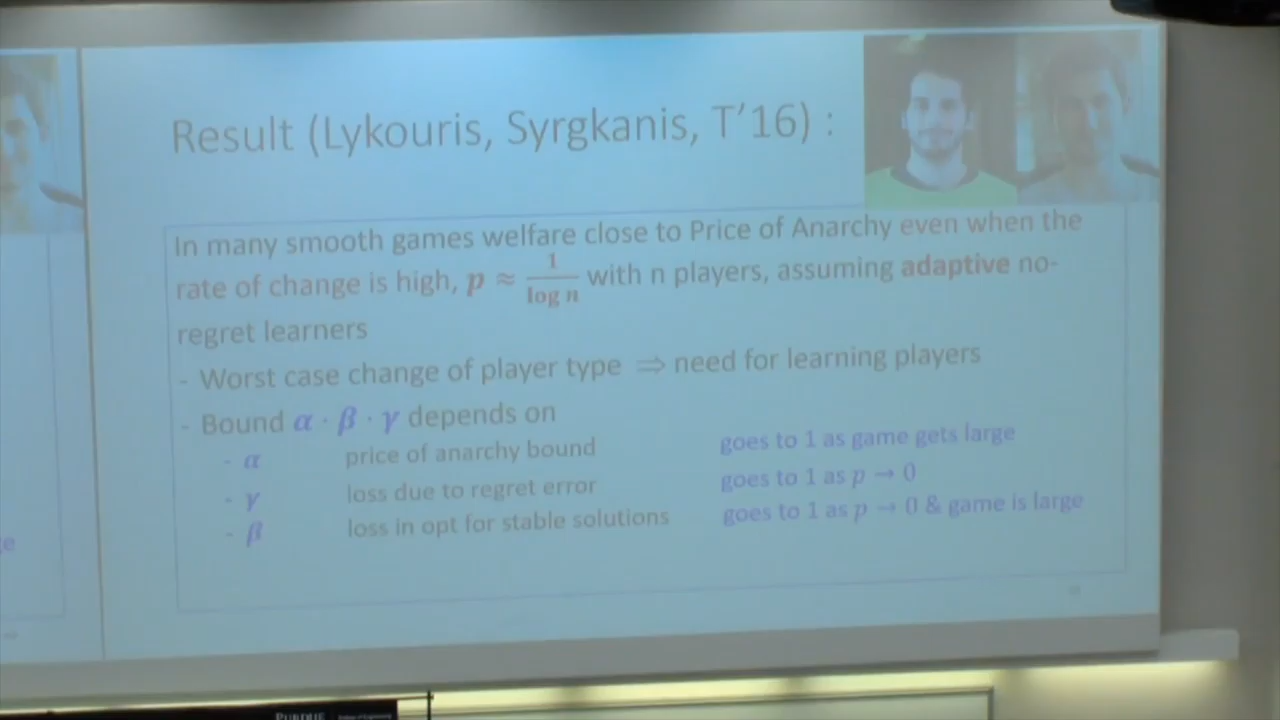 Result (Lykouris, Syrgkanis, T'16) :
In many smooth games welfare close to Price of Anarchy even when the
rate of change is high, p ≈ 1/log n with n players, assuming adaptive no-
regret learners
- Worst case change of player type ⇒ need for learning players
- Bound α · β · γ depends on
- α price of anarchy bound goes to 1 as game gets large
- γ loss due to regret error goes to 1 as p → 0
- β loss in opt for stable solutions goes to 1 as p → 0 & game is large
PURDUE